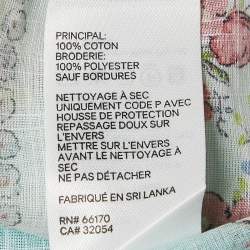 PRINCIPAL:
100% COTON
BRODERIE:
100% POLYESTER
SAUF BORDURES
NETTOYAGE À SEC
UNIQUEMENT CODE P AVEC
HOUSSE DE PROTECTION
REPASSAGE DOUX SUR
L'ENVERS
METTRE SUR L'ENVERS
AVANT LE NETTOYAGE À
SEC
NE PAS DÉTACHER
FABRIQUÉ EN SRI LANKA
RN# 66170
CA# 32054